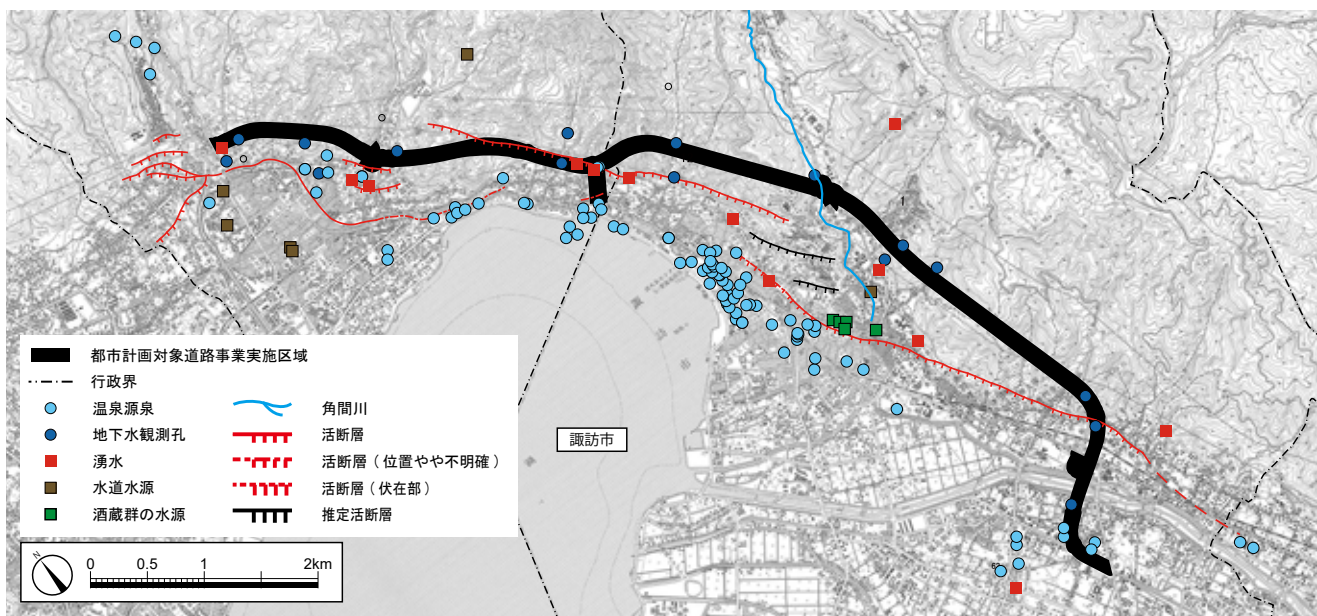 諏訪市
都市計画対象道路事業実施区域
行政界
温泉源泉
角間川
地下水観測孔
活断層
湧水
活断層(位置やや不明確)
水道水源
活断層(伏在部)
酒蔵群の水源
推定活断層
N
0 0.5 1 2km